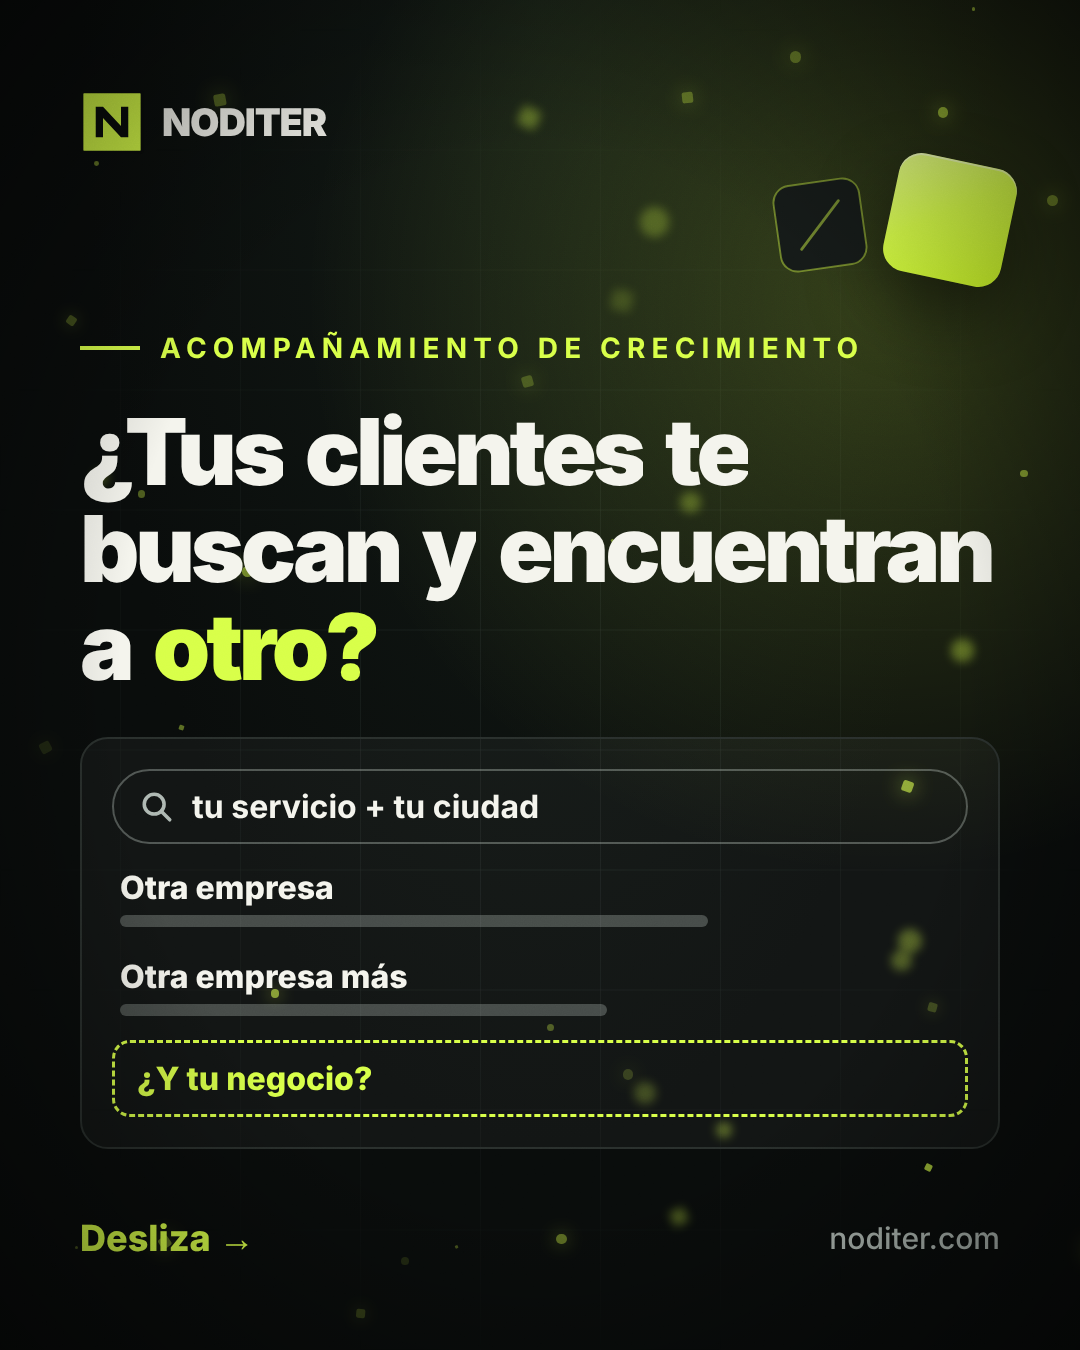 N NODITER
ACOMPAÑAMIENTO DE CRECIMIENTO
¿Tus clientes te
buscan y encuentran
a otro?
tu servicio + tu ciudad
Otra empresa
Otra empresa más
¿Y tu negocio?
Desliza →
noditer.com